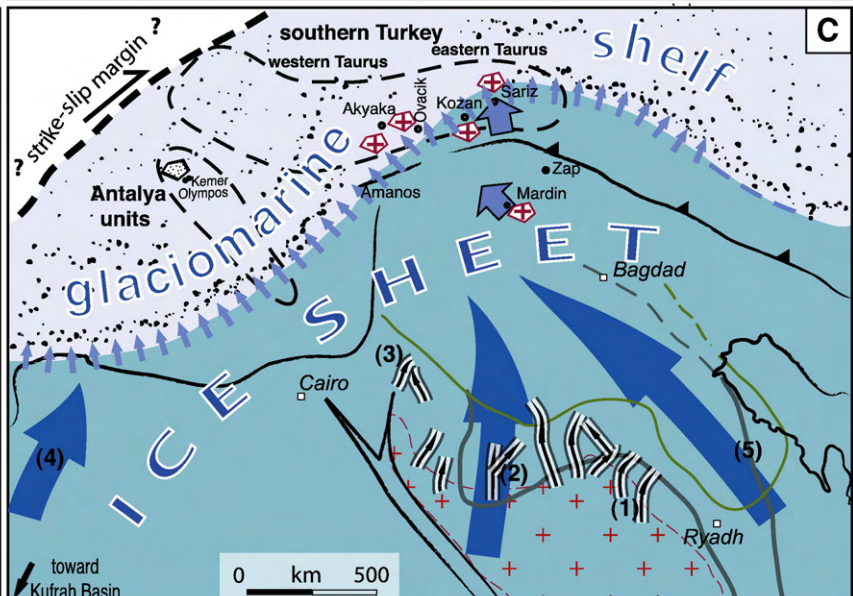 C
southern Turkey
eastern Taurus
western Taurus
shelf
?
strike-slip margin
?
Akyaka
Ovacik
Kozan
Sariz
Kemer
Olympos
Antalya
units
Amanos
Zap
Mardin
?
glaciomarine
ICE SHEET
Bagdad
(3)
Cairo
(4)
(2)
(5)
(1)
Ryadh
toward
Kufrah Basin
0 km 500